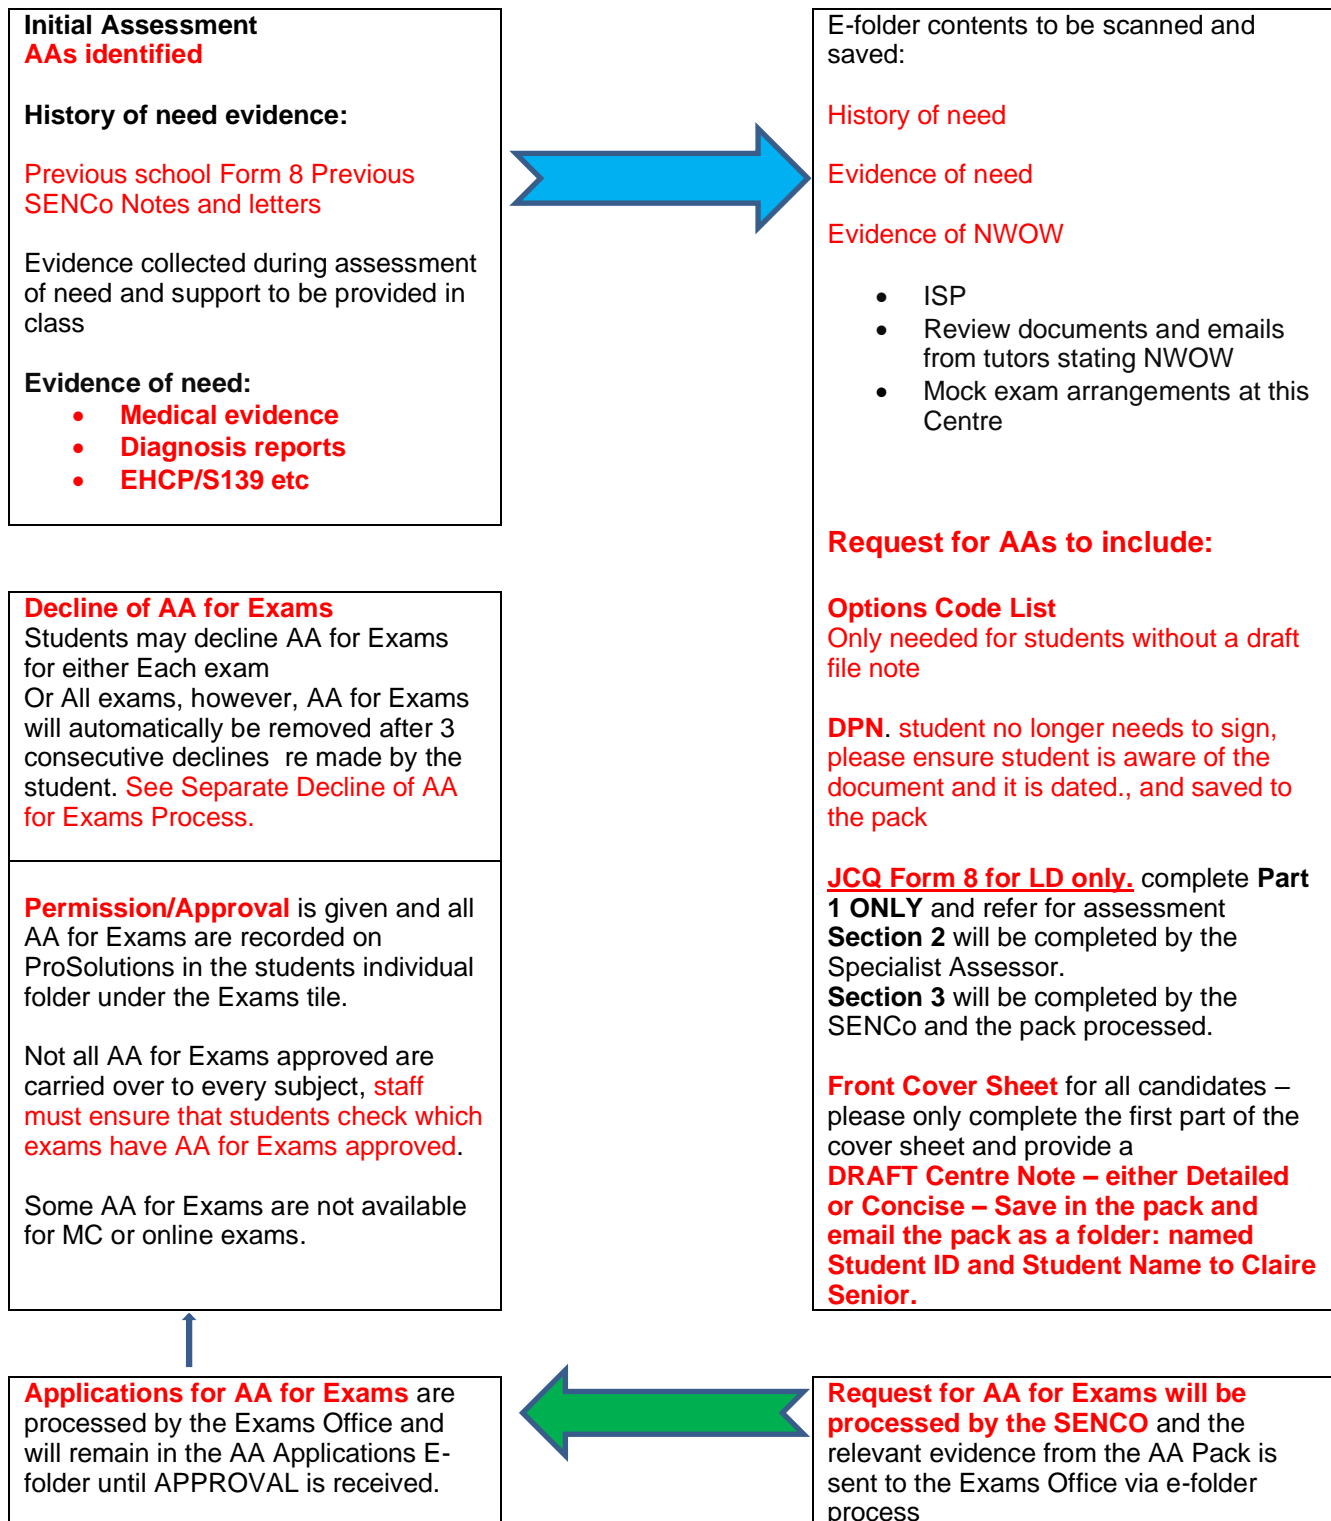 Initial Assessment
AAs identified
History of need evidence:
Previous school Form 8 Previous
SENCo Notes and letters
Evidence collected during assessment
of need and support to be provided in
class
Evidence of need:
• Medical evidence
• Diagnosis reports
• EHCP/S139 etc
E-folder contents to be scanned and
saved:
History of need
Evidence of need
Evidence of NWOW
• ISP
• Review documents and emails
from tutors stating NWOW
• Mock exam arrangements at this
Centre
Request for AAs to include:
Options Code List
Only needed for students without a draft
file note
DPN. student no longer needs to sign,
please ensure student is aware of the
document and it is dated., and saved to
the pack
JCQ Form 8 for LD only. complete Part
1 ONLY and refer for assessment
Section 2 will be completed by the
Specialist Assessor.
Section 3 will be completed by the
SENCo and the pack processed.
Front Cover Sheet for all candidates –
please only complete the first part of the
cover sheet and provide a
DRAFT Centre Note – either Detailed
or Concise – Save in the pack and
email the pack as a folder: named
Student ID and Student Name to Claire
Senior.
Decline of AA for Exams
Students may decline AA for Exams
for either Each exam
Or All exams, however, AA for Exams
will automatically be removed after 3
consecutive declines  re made by the
student. See Separate Decline of AA
for Exams Process.
Permission/Approval is given and all
AA for Exams are recorded on
ProSolutions in the students individual
folder under the Exams tile.
Not all AA for Exams approved are
carried over to every subject, staff
must ensure that students check which
exams have AA for Exams approved.
Some AA for Exams are not available
for MC or online exams.
Applications for AA for Exams are
processed by the Exams Office and
will remain in the AA Applications E-
folder until APPROVAL is received.
Request for AA for Exams will be
processed by the SENCO and the
relevant evidence from the AA Pack is
sent to the Exams Office via e-folder
process